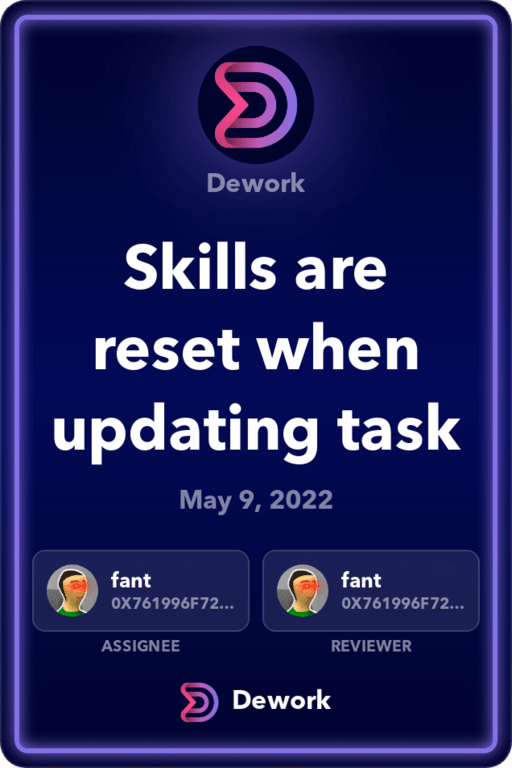 Dework
Skills are
reset when
updating task
May 9, 2022
fant
0X761996F72...
ASSIGNEE
fant
0X761996F72...
REVIEWER
Dework